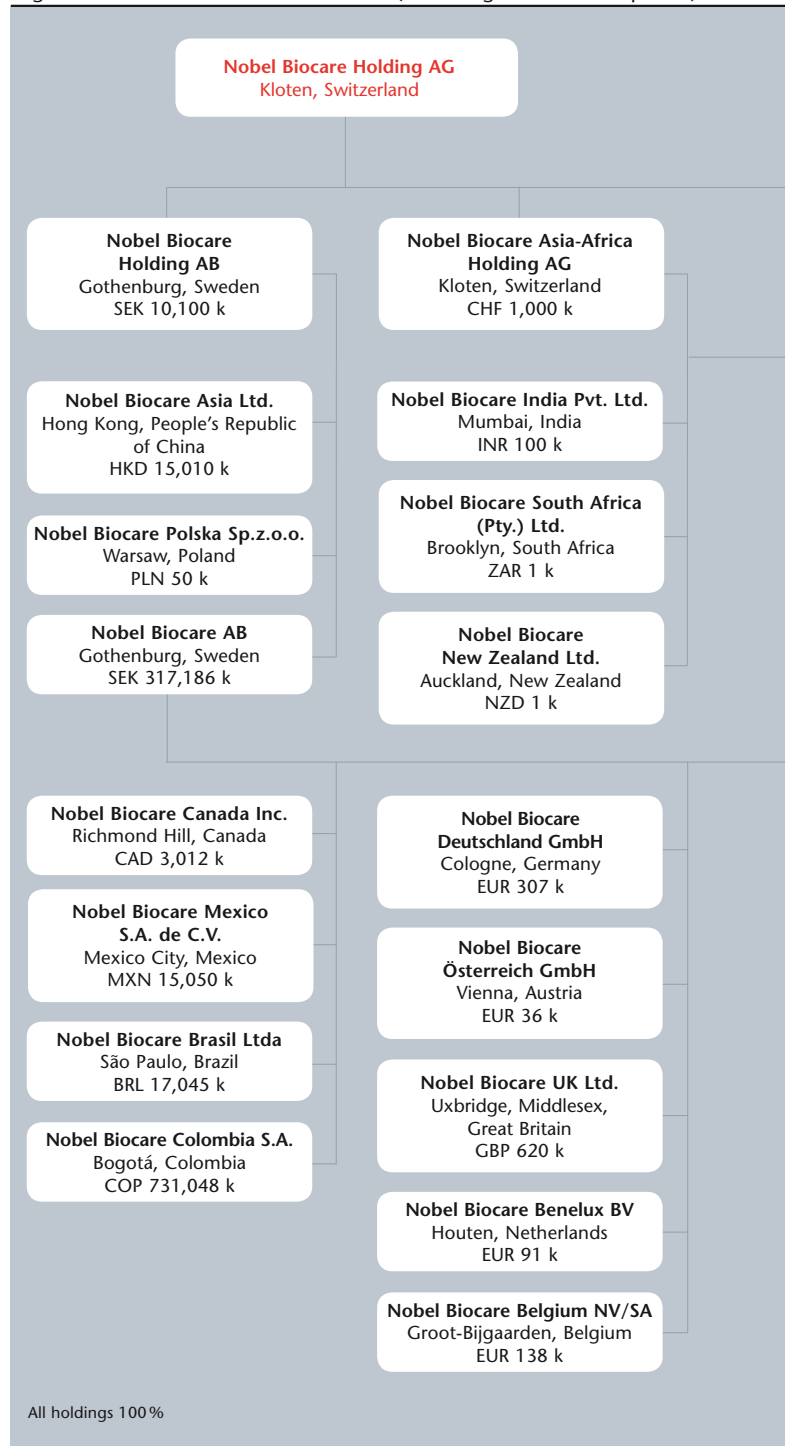 Nobel Biocare Holding AG
Kloten, Switzerland
Nobel Biocare
Holding AB
Gothenburg, Sweden
SEK 10,100 k
Nobel Biocare Asia Ltd.
Hong Kong, People's Republic
of China
HKD 15,010 k
Nobel Biocare Polska Sp.z.o.o.
Warsaw, Poland
PLN 50 k
Nobel Biocare AB
Gothenburg, Sweden
SEK 317,186 k
Nobel Biocare Asia-Africa
Holding AG
Kloten, Switzerland
CHF 1,000 k
Nobel Biocare India Pvt. Ltd.
Mumbai, India
INR 100 k
Nobel Biocare South Africa
(Pty.) Ltd.
Brooklyn, South Africa
ZAR 1 k
Nobel Biocare
New Zealand Ltd.
Auckland, New Zealand
NZD 1 k
Nobel Biocare Canada Inc.
Richmond Hill, Canada
CAD 3,012 k
Nobel Biocare Mexico
S.A. de C.V.
Mexico City, Mexico
MXN 15,050 k
Nobel Biocare Brasil Ltda
São Paulo, Brazil
BRL 17,045 k
Nobel Biocare Colombia S.A.
Bogotá, Colombia
COP 731,048 k
Nobel Biocare
Deutschland GmbH
Cologne, Germany
EUR 307 k
Nobel Biocare
Österreich GmbH
Vienna, Austria
EUR 36 k
Nobel Biocare UK Ltd.
Uxbridge, Middlesex,
Great Britain
GBP 620 k
Nobel Biocare Benelux BV
Houten, Netherlands
EUR 91 k
Nobel Biocare Belgium NV/SA
Groot-Bijgaarden, Belgium
EUR 138 k
All holdings 100%